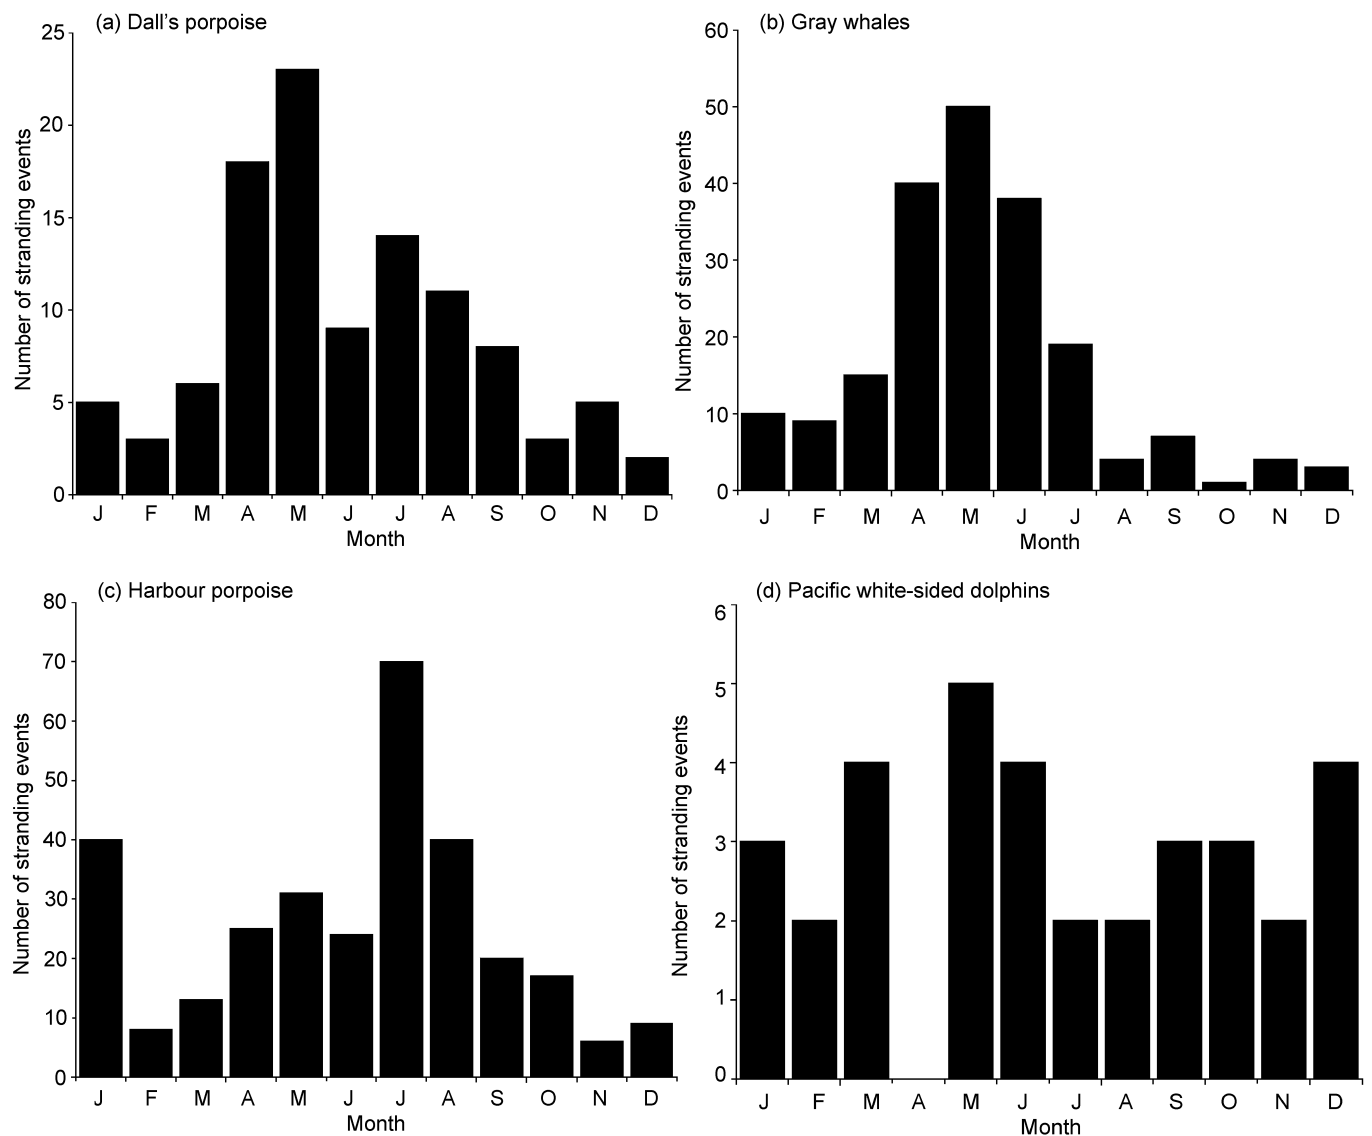 (a) Dall's porpoise
25
20
15
10
5
0
Number of stranding events
J F M A M J J A S O N D
Month
(b) Gray whales
60
50
40
30
20
10
0
Number of stranding events
J F M A M J J A S O N D
Month
(c) Harbour porpoise
80
70
60
50
40
30
20
10
0
Number of stranding events
J F M A M J J A S O N D
Month
(d) Pacific white-sided dolphins
6
5
4
3
2
1
0
Number of stranding events
J F M A M J J A S O N D
Month